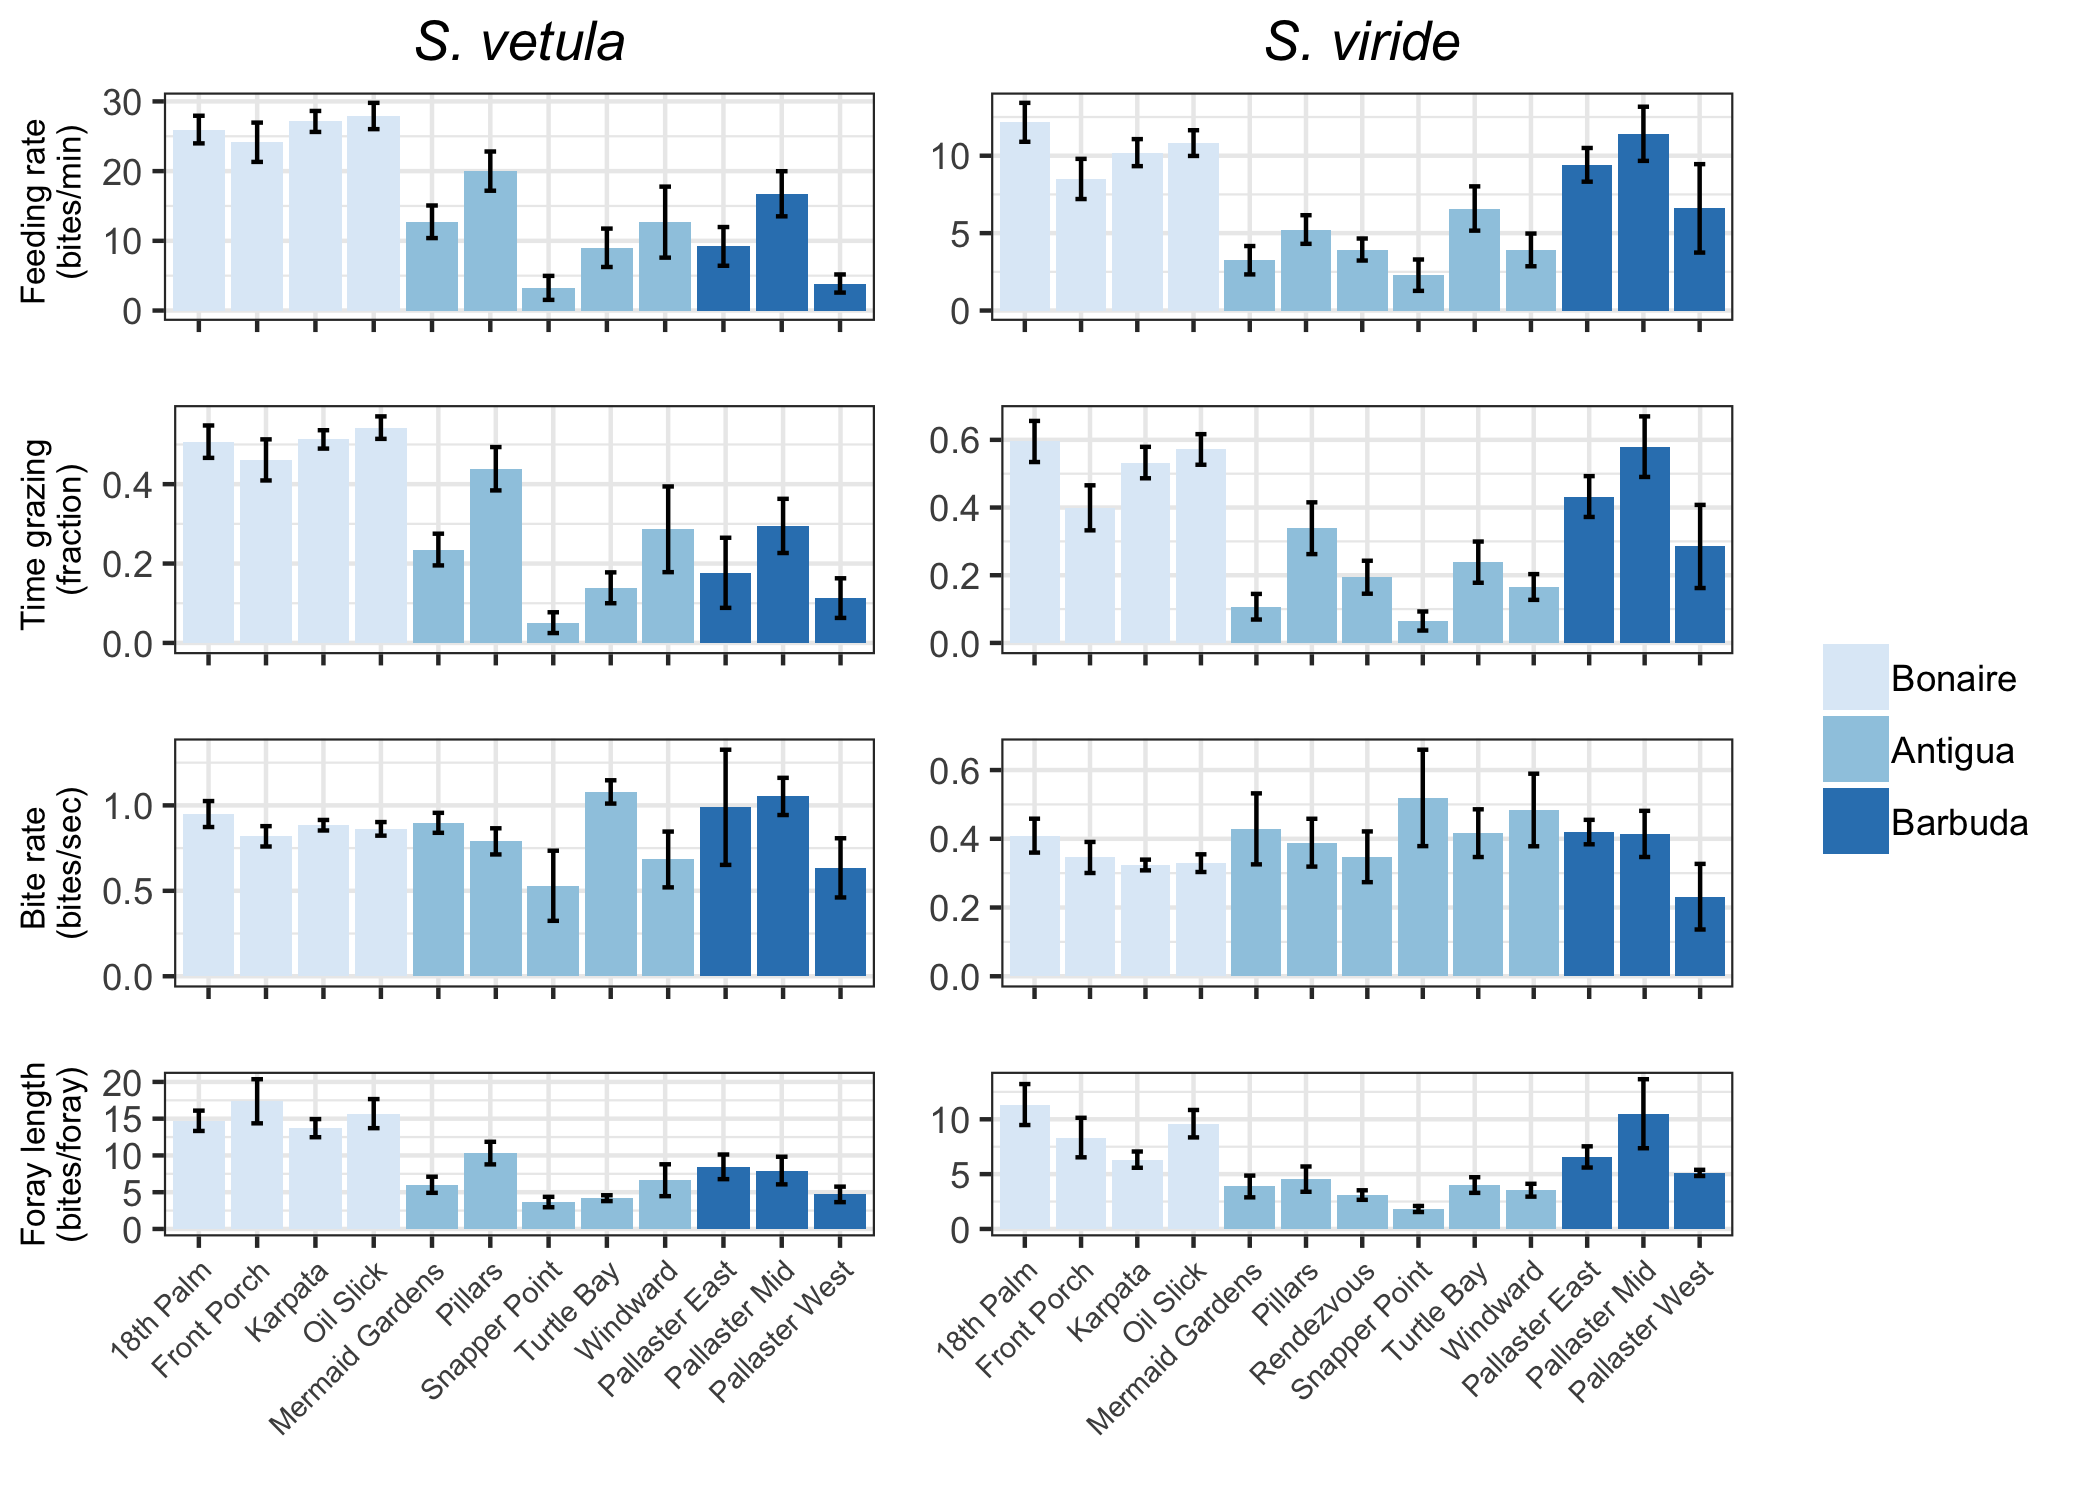 S. vetula
S. viride
Feeding rate
(bites/min)
30
20
10
0
10
5
0
Time grazing
(fraction)
0.4
0.2
0.0
0.6
0.4
0.2
0.0
Bonaire
Antigua
Barbuda
Bite rate
(bites/sec)
1.0
0.5
0.0
0.6
0.4
0.2
0.0
Foray length
(bites/foray)
20
15
10
5
0
10
5
0
18th Palm
Front Porch
Karpata
Oil Slick
Mermaid Gardens
Pillars
Snapper Point
Turtle Bay
Windward
Pallaster East
Pallaster Mid
Pallaster West
18th Palm
Front Porch
Karpata
Oil Slick
Mermaid Gardens
Pillars
Rendezvous
Snapper Point
Turtle Bay
Windward
Pallaster East
Pallaster Mid
Pallaster West